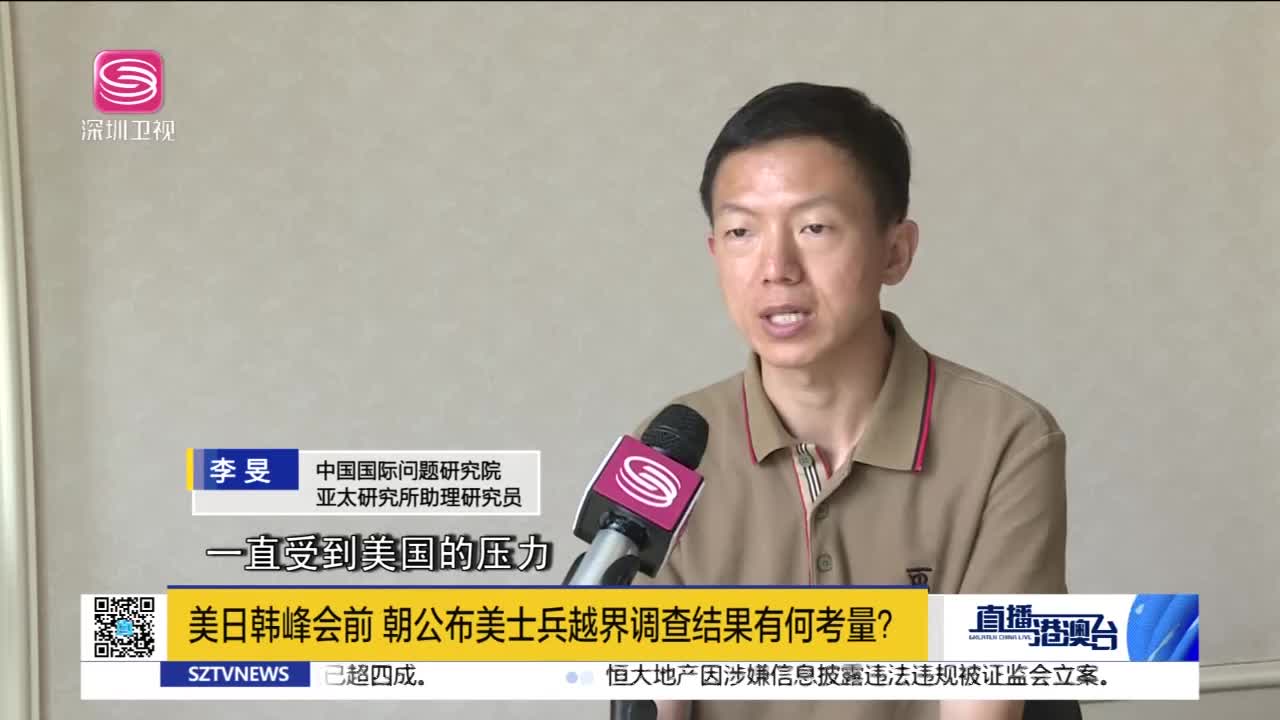 深圳卫视
李旻
中国国际问题研究院
亚太研究所助理研究员
一直受到美国的压力
美日韩峰会前 朝公布美士兵越界调查结果有何考量?
直播港澳台
GREATER CHINA LIVE
SZTVNEWS
已超四成。
恒大地产因涉嫌信息披露违法违规被证监会立案。